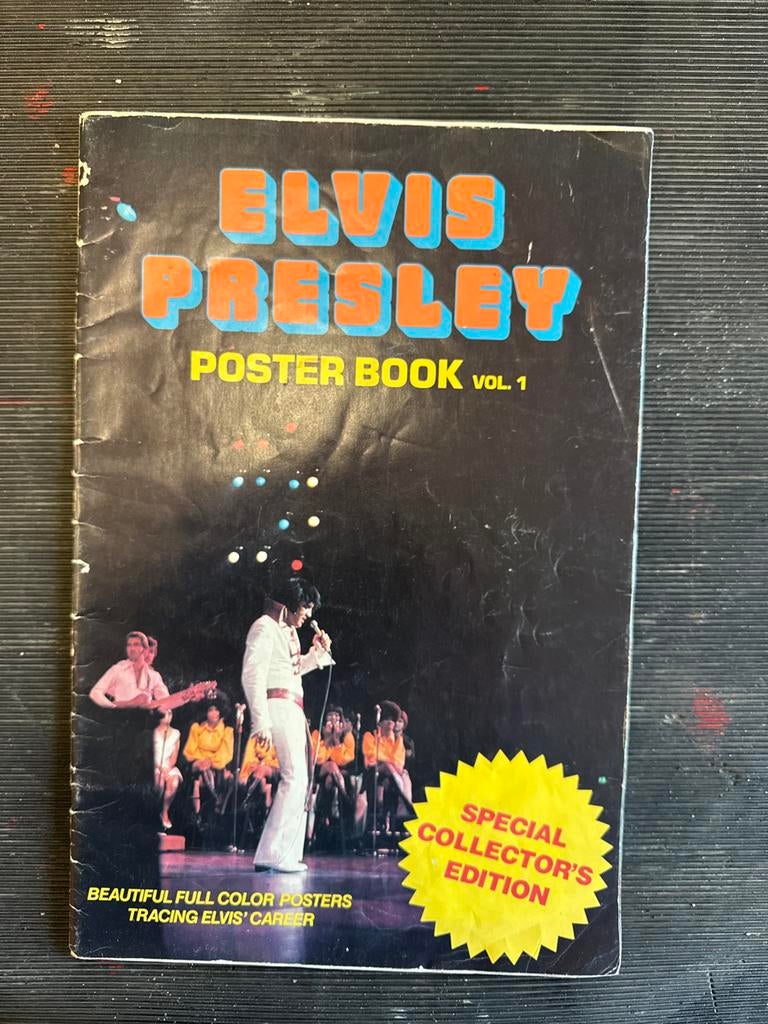 ELVIS
PRESLEY
POSTER BOOK VOL. 1
SPECIAL
COLLECTOR'S
EDITION
BEAUTIFUL FULL COLOR POSTERS
TRACING ELVIS' CAREER